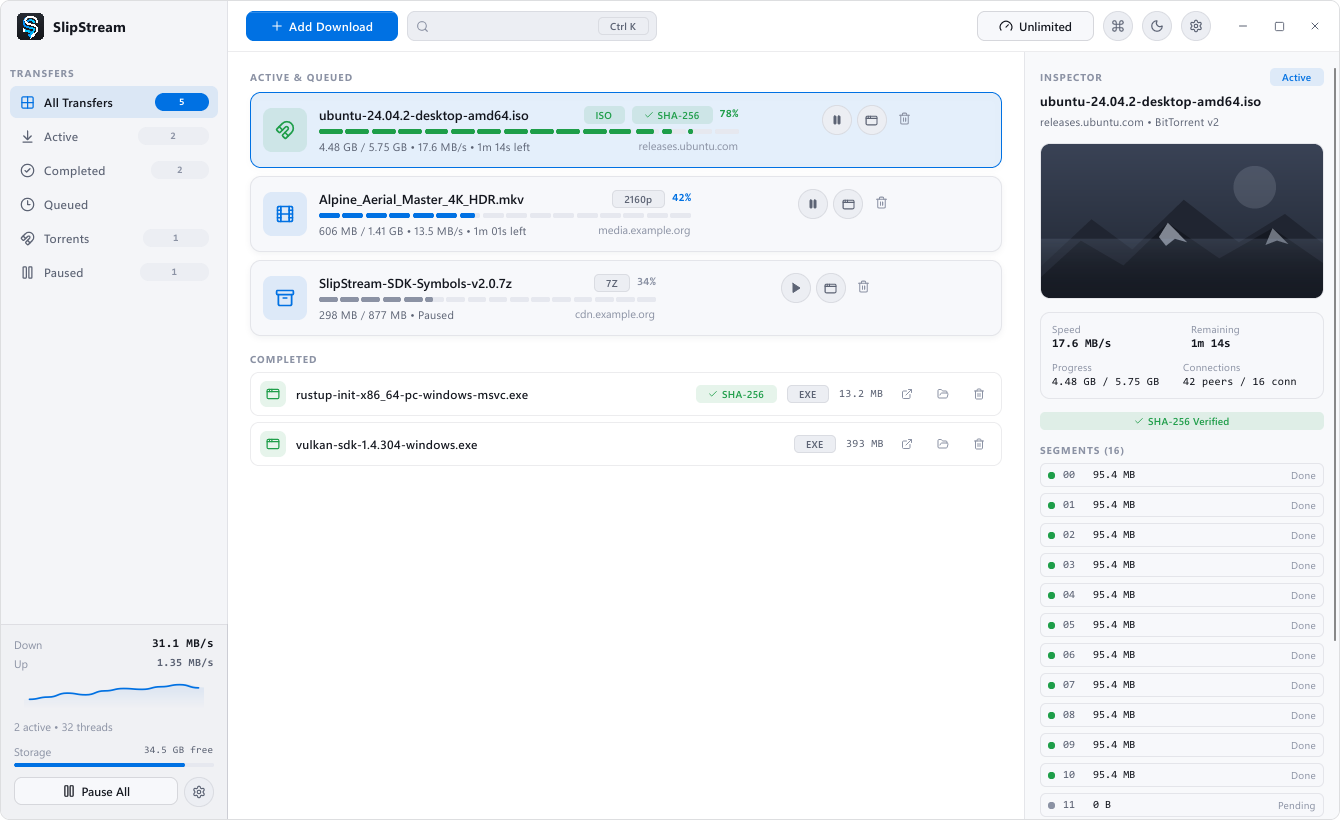 SlipStream
Add Download
Ctrl K
Unlimited
TRANSFERS
All Transfers 5
Active 2
Completed 2
Queued
Torrents 1
Paused 1
Down 31.1 MB/s
Up 1.35 MB/s
2 active • 32 threads
Storage 34.5 GB free
Pause All
ACTIVE & QUEUED
ubuntu-24.04.2-desktop-amd64.iso ISO SHA-256 78%
4.48 GB / 5.75 GB • 17.6 MB/s • 1m 14s left releases.ubuntu.com
Alpine_Aerial_Master_4K_HDR.mkv 2160p 42%
606 MB / 1.41 GB • 13.5 MB/s • 1m 01s left media.example.org
SlipStream-SDK-Symbols-v2.0.7z 7Z 34%
298 MB / 877 MB • Paused cdn.example.org
COMPLETED
rustup-init-x86_64-pc-windows-msvc.exe SHA-256 EXE 13.2 MB
vulkan-sdk-1.4.304-windows.exe EXE 393 MB
INSPECTOR Active
ubuntu-24.04.2-desktop-amd64.iso
releases.ubuntu.com • BitTorrent v2
Speed Remaining
17.6 MB/s 1m 14s
Progress Connections
4.48 GB / 5.75 GB 42 peers / 16 conn
SHA-256 Verified
SEGMENTS (16)
00 95.4 MB Done
01 95.4 MB Done
02 95.4 MB Done
03 95.4 MB Done
04 95.4 MB Done
05 95.4 MB Done
06 95.4 MB Done
07 95.4 MB Done
08 95.4 MB Done
09 95.4 MB Done
10 95.4 MB Done
11 0 B Pending